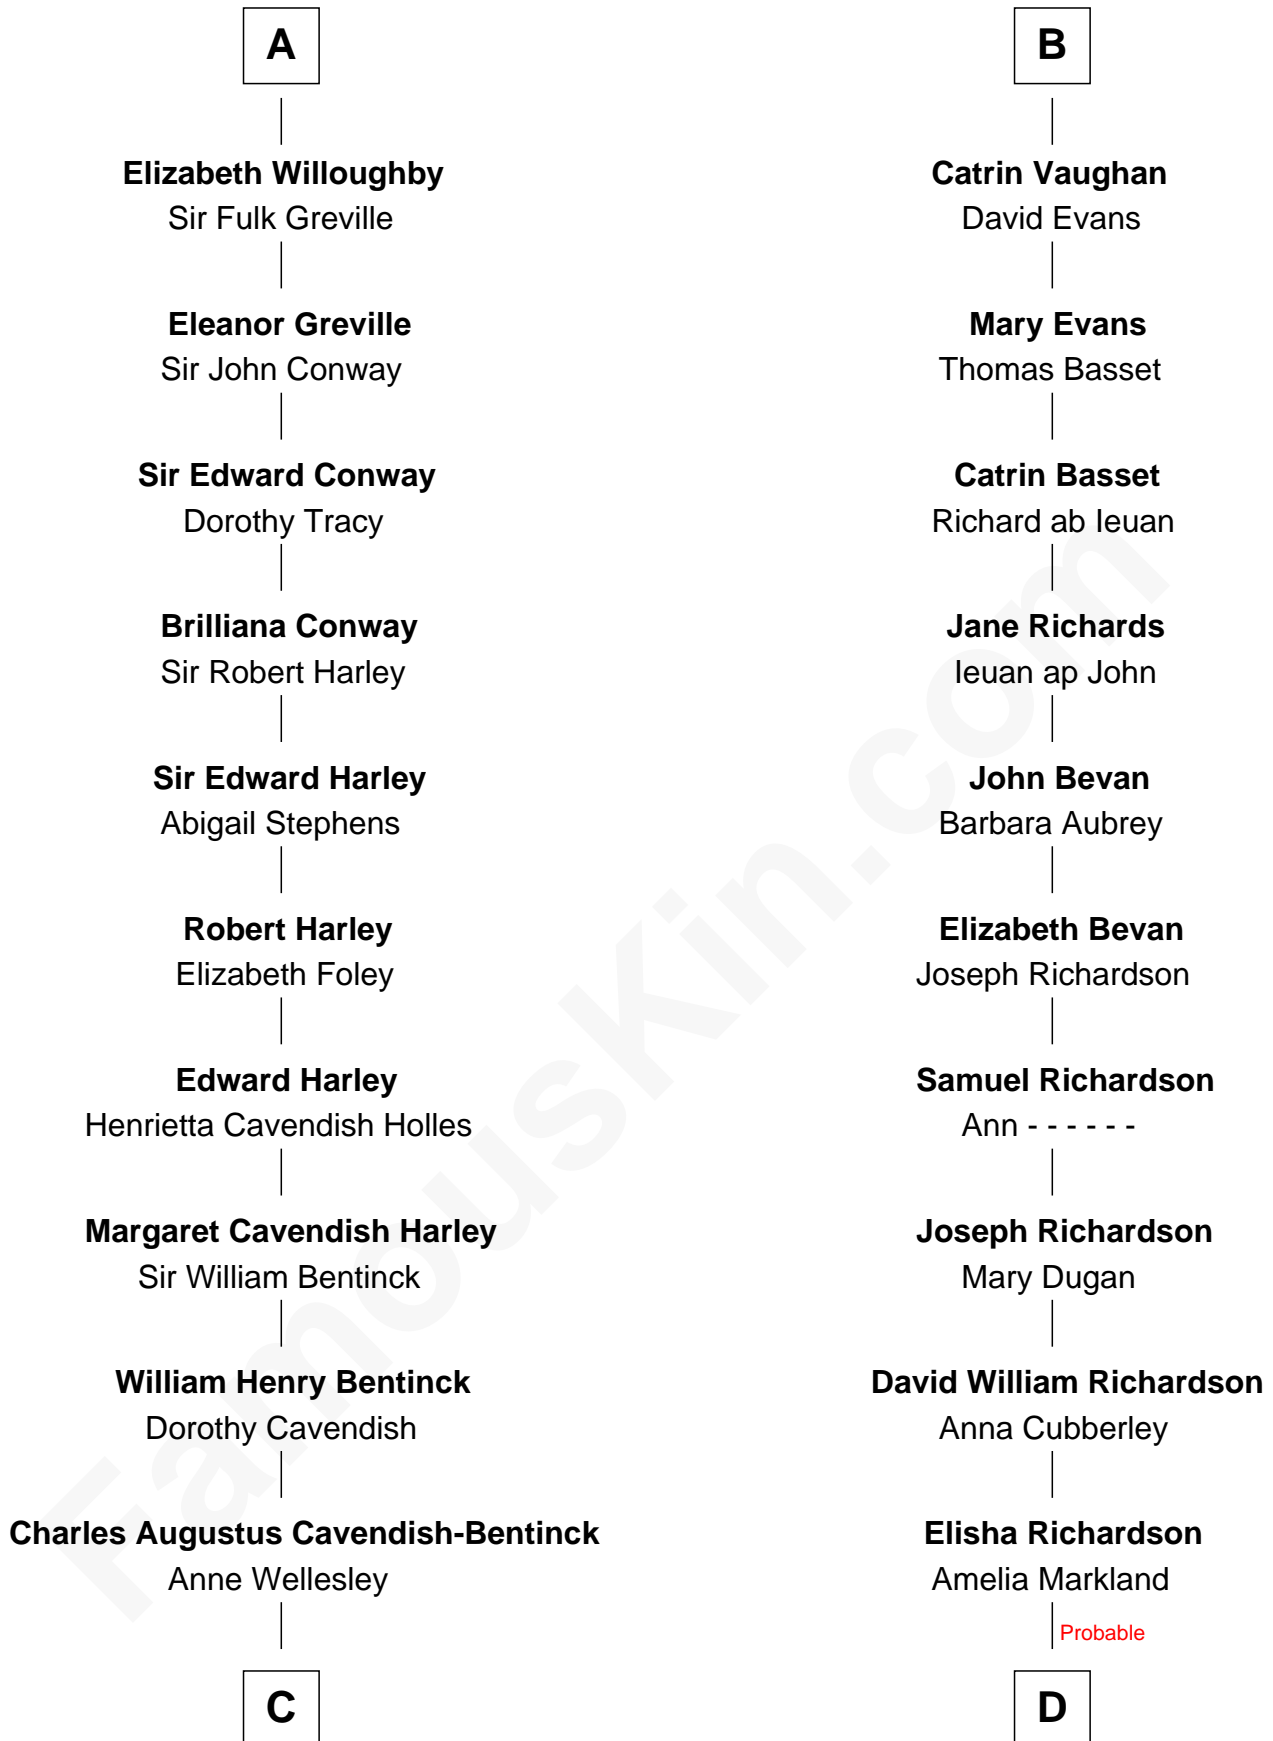 A
Elizabeth Willoughby
Sir Fulk Greville
Eleanor Greville
Sir John Conway
Sir Edward Conway
Dorothy Tracy
Brilliana Conway
Sir Robert Harley
Sir Edward Harley
Abigail Stephens
Robert Harley
Elizabeth Foley
Edward Harley
Henrietta Cavendish Holles
Margaret Cavendish Harley
Sir William Bentinck
William Henry Bentinck
Dorothy Cavendish
Charles Augustus Cavendish-Bentinck
Anne Wellesley
C
B
Catrin Vaughan
David Evans
Mary Evans
Thomas Basset
Catrin Basset
Richard ab Ieuan
Jane Richards
Ieuan ap John
John Bevan
Barbara Aubrey
Elizabeth Bevan
Joseph Richardson
Samuel Richardson
Ann - - - - - -
Joseph Richardson
Mary Dugan
David William Richardson
Anna Cubberley
Elisha Richardson
Amelia Markland
Probable
D
FamousKin.com